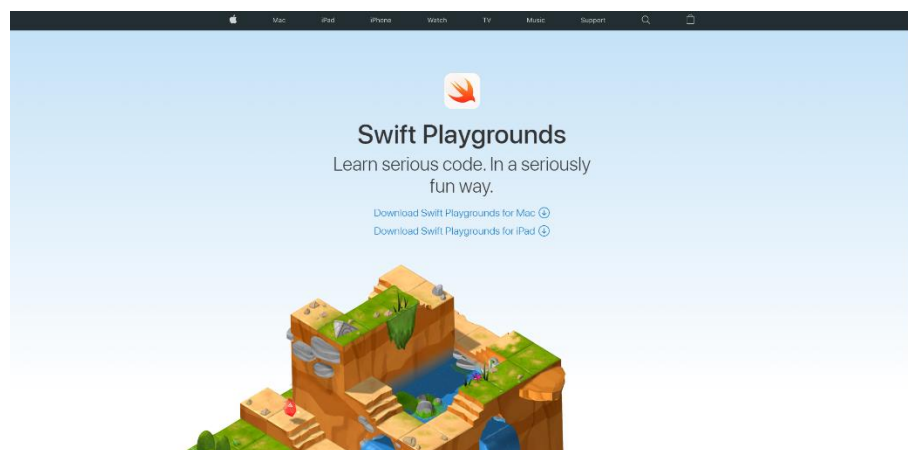 Mac iPad iPhone Watch TV Music Support
Swift Playgrounds
Learn serious code. In a seriously
fun way.
Download Swift Playgrounds for Mac
Download Swift Playgrounds for iPad